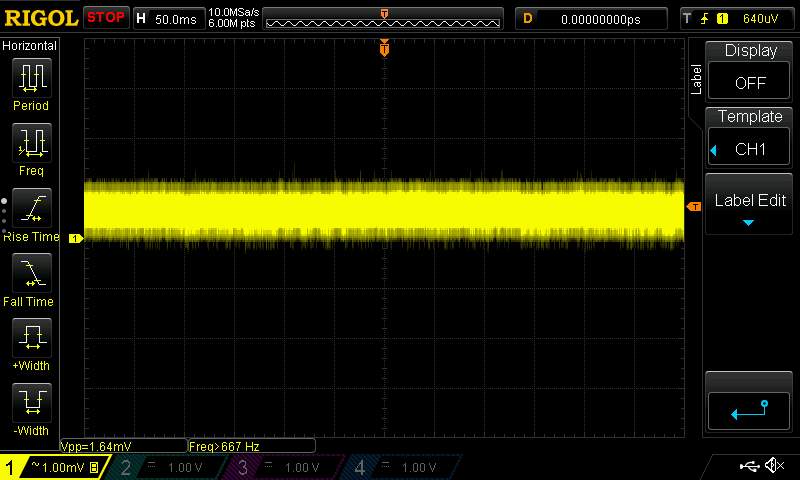 RIGOL STOP H 50.0ms 10.0MSa/s D 0.00000000ps T 1 640uV
6.00M pts
T
Horizontal
Period
Freq
Rise Time
Fall Time
+Width
-Width
T
1
Label
Display
OFF
Template
CH1
Label Edit
Vpp=1.64mV Freq>667 Hz
1 ~ 1.00mV B 2 1.00 V 3 1.00 V 4 1.00 V